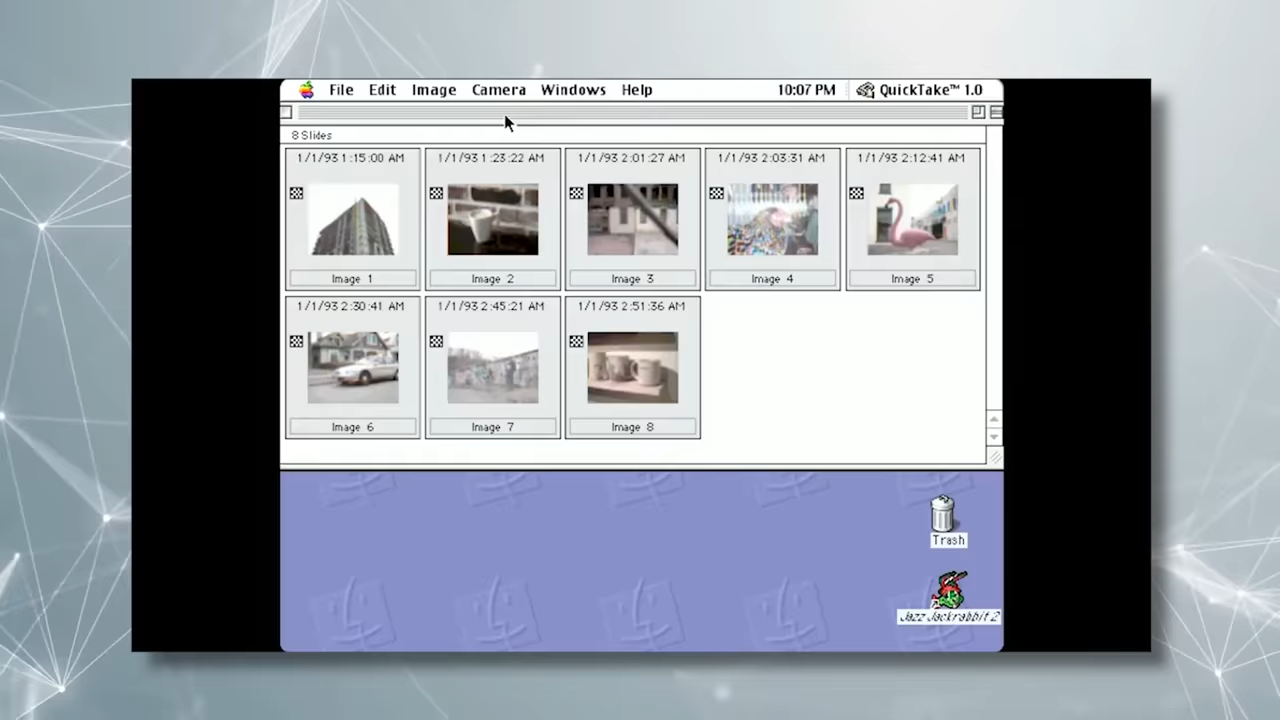 File Edit Image Camera Windows Help 10:07 PM QuickTake™ 1.0
8 Slides
1/1/93 1:15:00 AM 1/1/93 1:23:22 AM 1/1/93 2:01:27 AM 1/1/93 2:03:31 AM 1/1/93 2:12:41 AM
Image 1 Image 2 Image 3 Image 4 Image 5
1/1/93 2:30:41 AM 1/1/93 2:45:21 AM 1/1/93 2:51:36 AM
Image 6 Image 7 Image 8
Trash
Jazz Jackrabbit 2